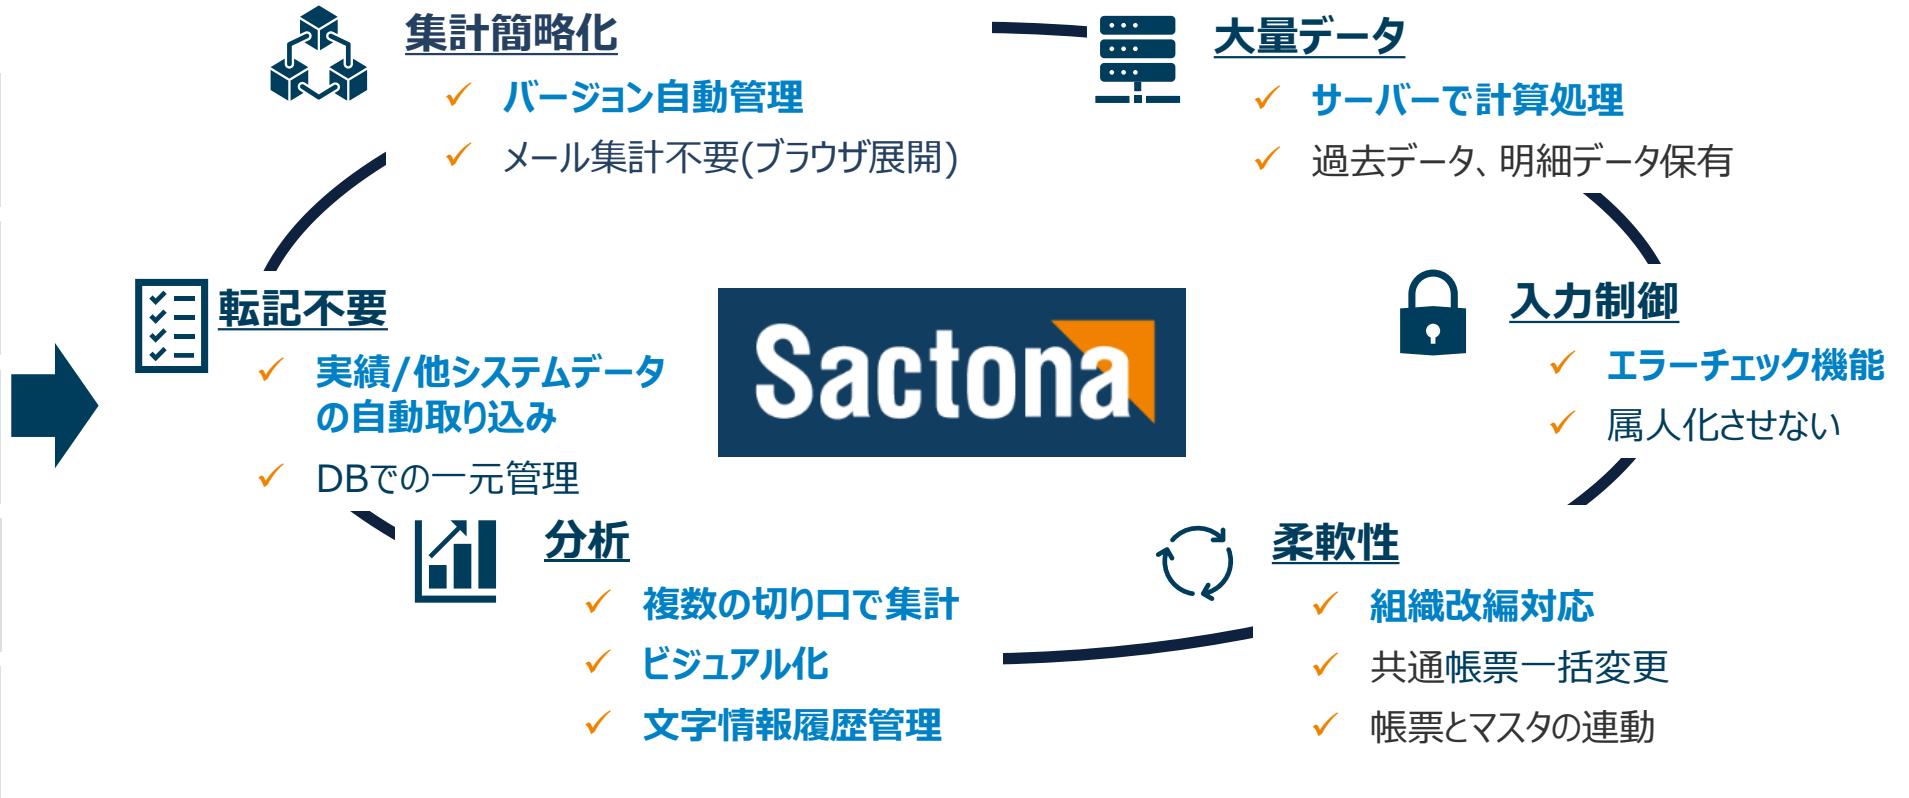 集計簡略化
バージョン自動管理
メール集計不要(ブラウザ展開)
大量データ
サーバーで計算処理
過去データ、明細データ保有
転記不要
実績/他システムデータ
の自動取り込み
DBでの一元管理
Sactona
入力制御
エラーチェック機能
属人化させない
分析
複数の切り口で集計
ビジュアル化
文字情報履歴管理
柔軟性
組織改編対応
共通帳票一括変更
帳票とマスタの連動